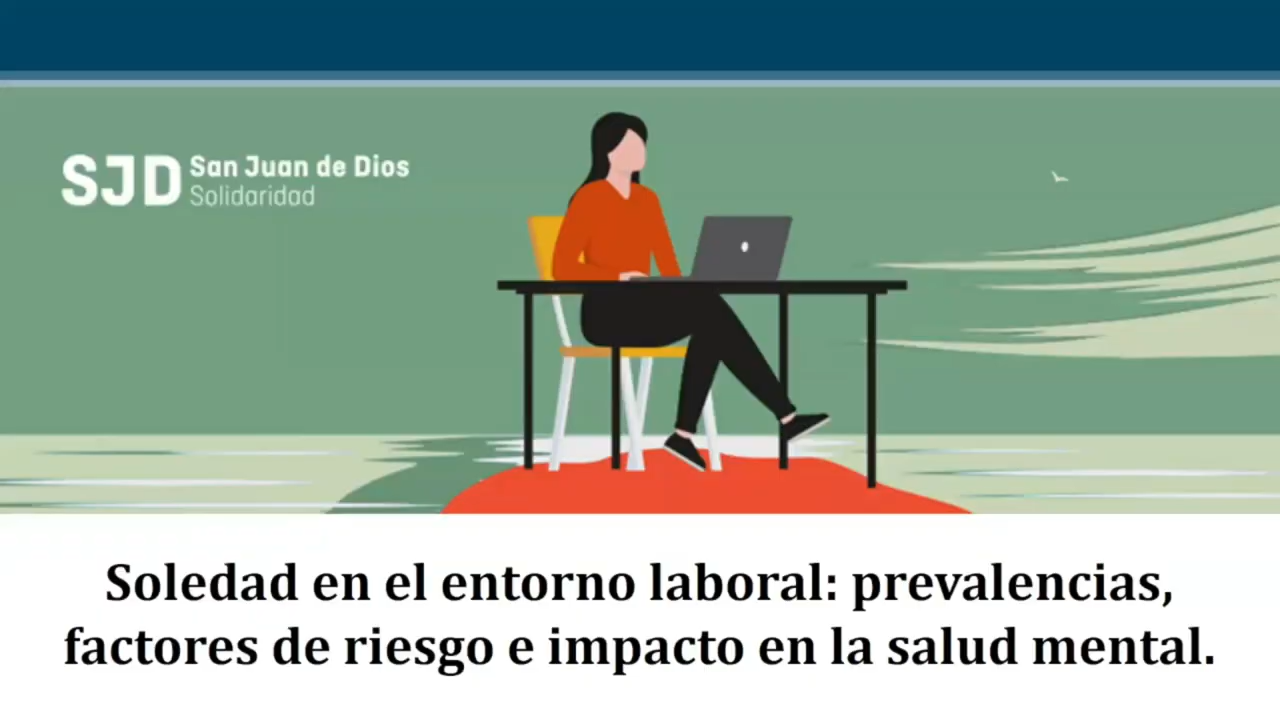 SJD San Juan de Dios
Solidaridad
Soledad en el entorno laboral: prevalencias,
factores de riesgo e impacto en la salud mental.